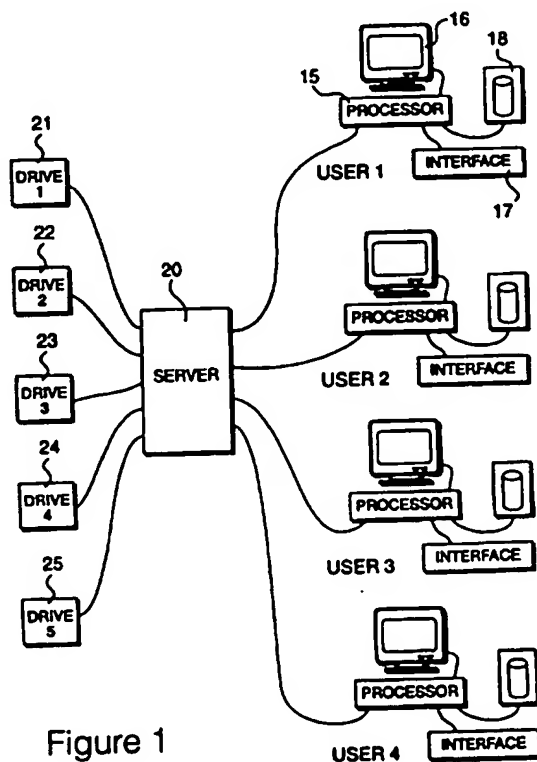 16
18
15
PROCESSOR
21
DRIVE
1
USER 1
INTERFACE
17
22
DRIVE
2
20
SERVER
PROCESSOR
USER 2
INTERFACE
23
DRIVE
3
24
DRIVE
4
PROCESSOR
USER 3
INTERFACE
25
DRIVE
5
PROCESSOR
USER 4
INTERFACE
Figure 1